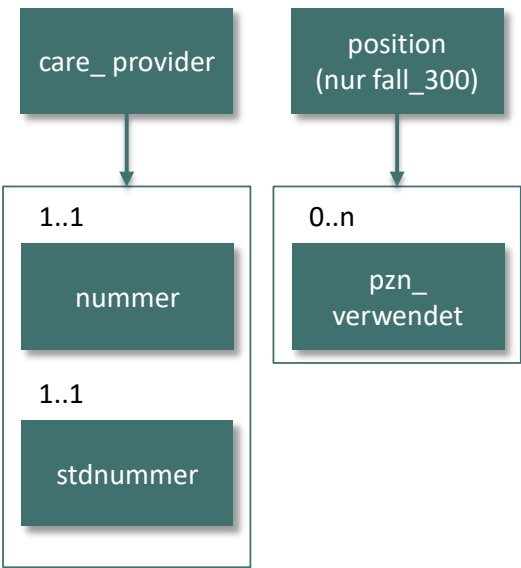 care_ provider
1..1
nummer
1..1
stdnummer
position
(nur fall_300)
0..n
pzn_
verwendet